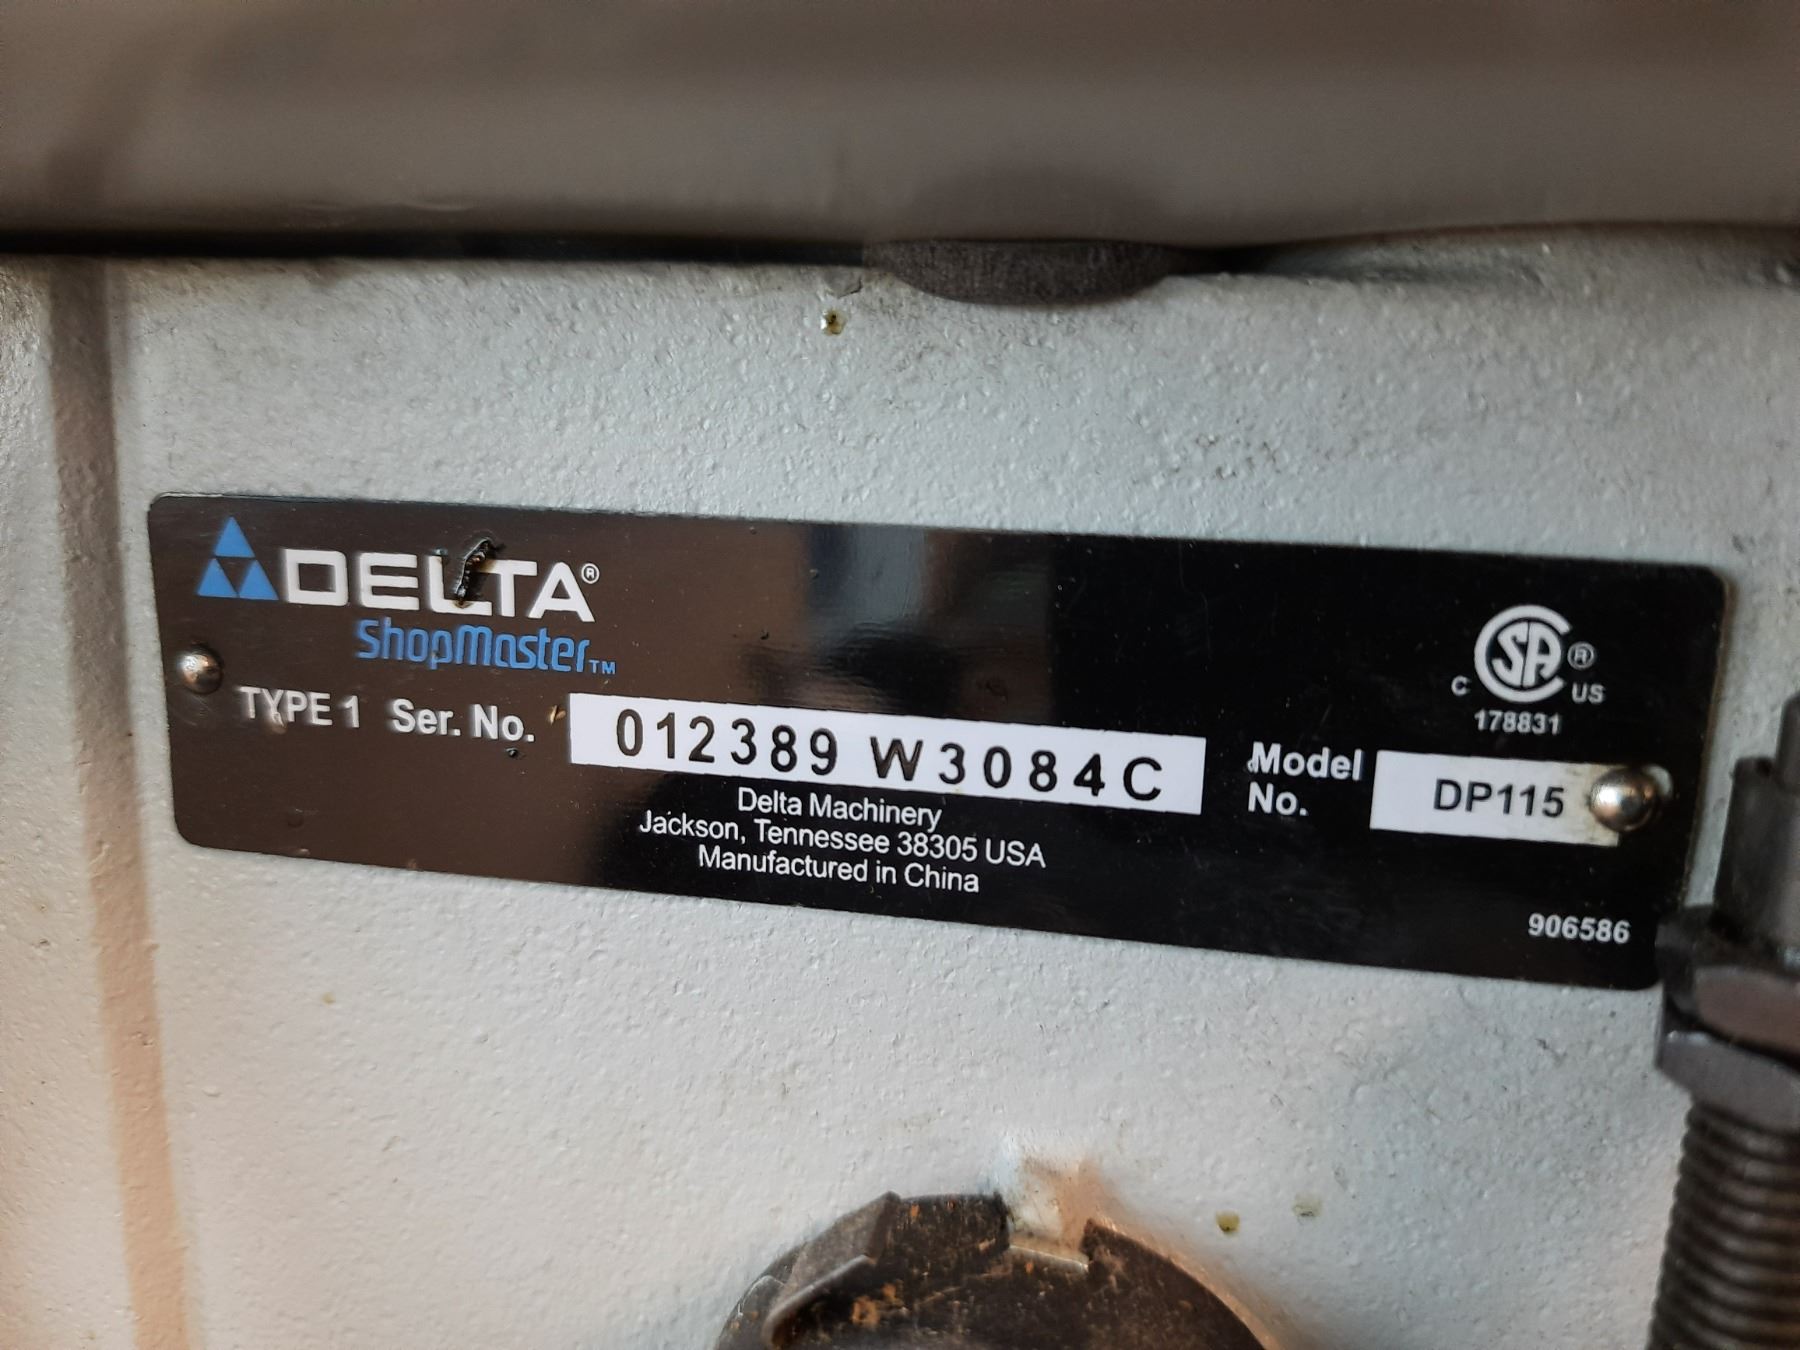 DELTA®
ShopMaster™
TYPE 1 Ser. No. 012389 W3084C
Delta Machinery
Jackson, Tennessee 38305 USA
Manufactured in China
C SA ® US
178831
Model
No. DP115
906586